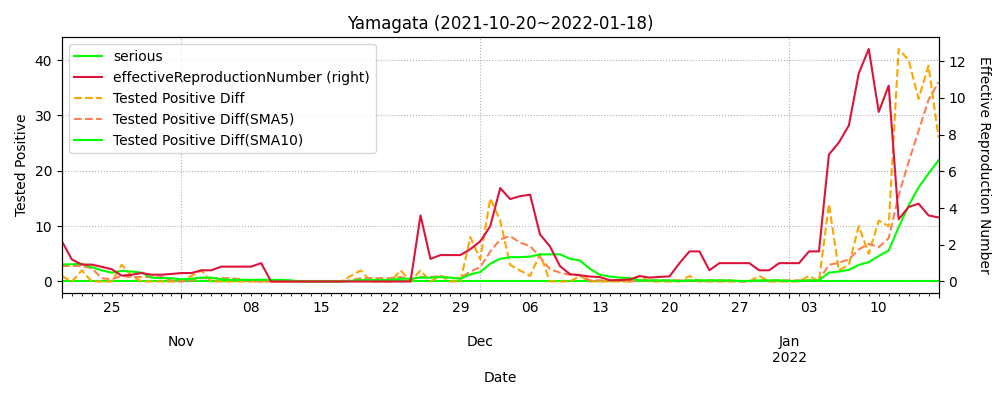 Yamagata (2021-10-20~2022-01-18)
serious
effectiveReproductionNumber (right)
Tested Positive Diff
Tested Positive Diff(SMA5)
Tested Positive Diff(SMA10)
Tested Positive
40
30
20
10
0
Effective Reproduction Number
12
10
8
6
4
2
0
25 08 15 22 29 06 13 20 27 03 10
Nov Dec Jan
2022
Date